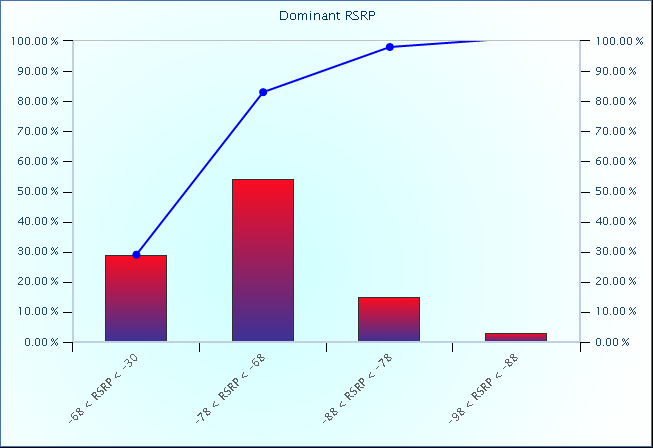 Dominant RSRP
100.00 % 100.00 %
90.00 % 90.00 %
80.00 % 80.00 %
70.00 % 70.00 %
60.00 % 60.00 %
50.00 % 50.00 %
40.00 % 40.00 %
30.00 % 30.00 %
20.00 % 20.00 %
10.00 % 10.00 %
0.00 % 0.00 %
-68 < RSRP < -30
-78 < RSRP < -68
-88 < RSRP < -78
-98 < RSRP < -88